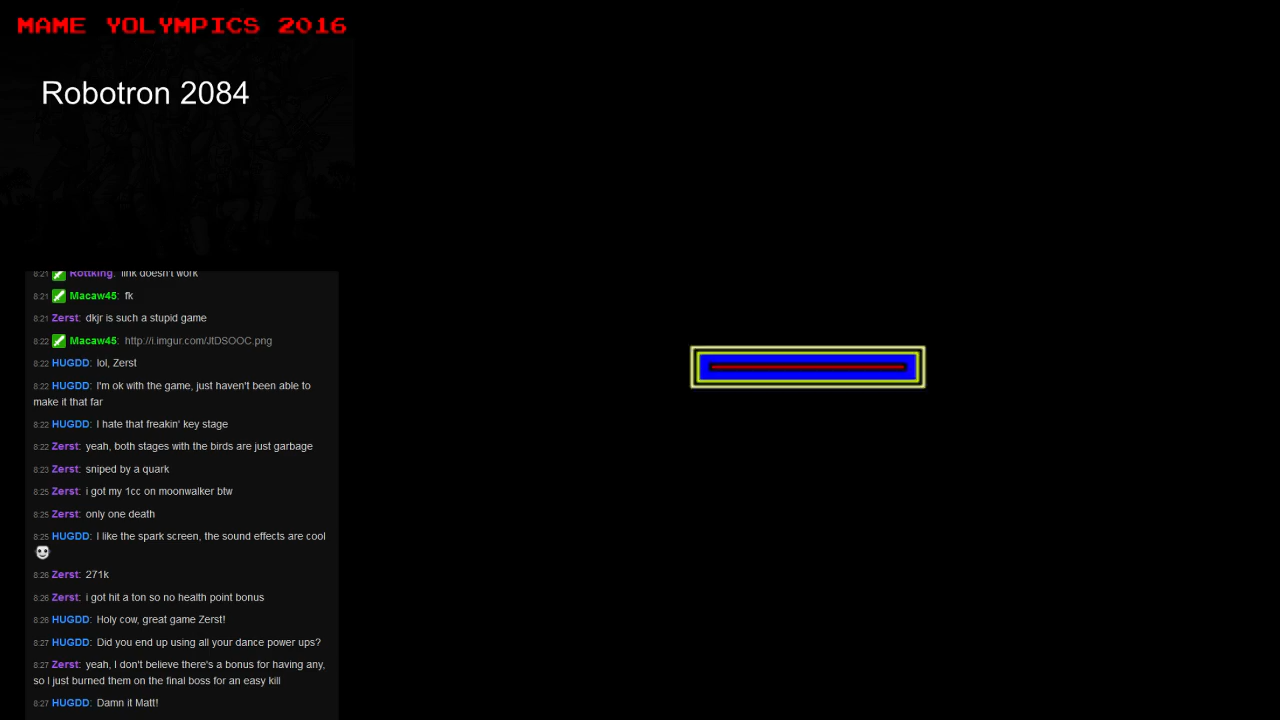 MAME YOLYMPICS 2016
Robotron 2084
8:21 Rottking: link doesn't work
8:21 Macaw45: fk
8:21 Zerst: dkjr is such a stupid game
8:22 Macaw45: http://i.imgur.com/JtDSOOC.png
8:22 HUGDD: lol, Zerst
8:22 HUGDD: I'm ok with the game, just haven't been able to
make it that far
8:22 HUGDD: I hate that freakin' key stage
8:22 Zerst: yeah, both stages with the birds are just garbage
8:23 Zerst: sniped by a quark
8:25 Zerst: i got my 1cc on moonwalker btw
8:25 Zerst: only one death
8:25 HUGDD: I like the spark screen, the sound effects are cool
8:26 Zerst: 271k
8:26 Zerst: i got hit a ton so no health point bonus
8:26 HUGDD: Holy cow, great game Zerst!
8:27 HUGDD: Did you end up using all your dance power ups?
8:27 Zerst: yeah, I don't believe there's a bonus for having any,
so I just burned them on the final boss for an easy kill
8:27 HUGDD: Damn it Matt!